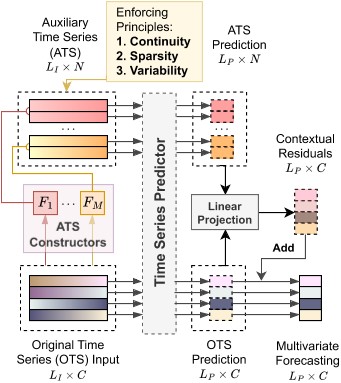 Auxiliary
Time Series
(ATS)
L_I × N
Enforcing
Principles:
1. Continuity
2. Sparsity
3. Variability
ATS
Prediction
L_P × N
...
...
Time Series Predictor
Contextual
Residuals
L_P × C
F_1 ... F_M
ATS
Constructors
Linear
Projection
Add
Original Time
Series (OTS) Input
L_I × C
OTS
Prediction
L_P × C
Multivariate
Forecasting
L_P × C